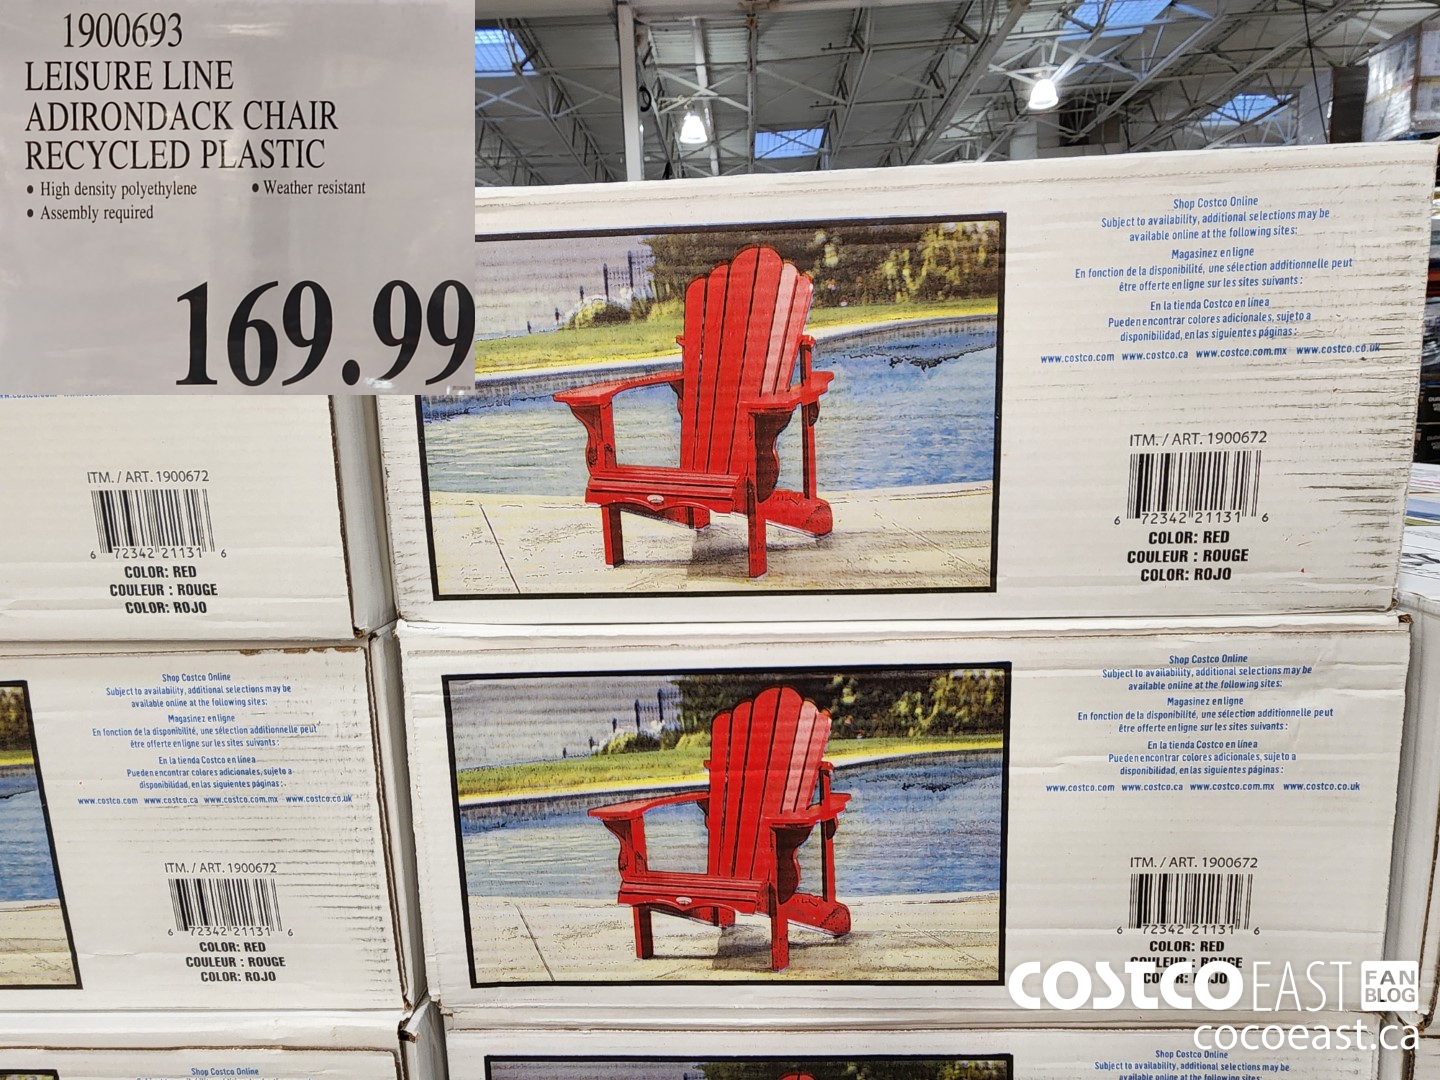 1900693
LEISURE LINE
ADIRONDACK CHAIR
RECYCLED PLASTIC
• High density polyethylene • Weather resistant
• Assembly required
169.99
Shop Costco Online
Subject to availability, additional selections may be
available online at the following sites:
Magasinez en ligne
En fonction de la disponibilité, une sélection additionnelle peut
être offerte en ligne sur les sites suivants :
En la tienda Costco en línea
Pueden encontrar colores adicionales, sujeto a
disponibilidad, en las siguientes páginas :
www.costco.com www.costco.ca www.costco.com.mx www.costco.co.uk
ITM. / ART. 1900672
6 72342 21131 6
COLOR: RED
COULEUR : ROUGE
COLOR: ROJO
ITM. / ART. 1900672
6 72342 21131 6
COLOR: RED
COULEUR : ROUGE
COLOR: ROJO
Shop Costco Online
Subject to availability, additional selections may be
available online at the following sites:
Magasinez en ligne
En fonction de la disponibilité, une sélection additionnelle peut
être offerte en ligne sur les sites suivants :
En la tienda Costco en línea
Pueden encontrar colores adicionales, sujeto a
disponibilidad, en las siguientes páginas :
www.costco.com www.costco.ca www.costco.com.mx www.costco.co.uk
ITM. / ART. 1900672
6 72342 21131 6
COLOR: RED
COULEUR : ROUGE
COLOR: ROJO
Shop Costco Online
Subject to availability, additional selections may be
available online at the following sites:
Magasinez en ligne
En fonction de la disponibilité, une sélection additionnelle peut
être offerte en ligne sur les sites suivants :
En la tienda Costco en línea
Pueden encontrar colores adicionales, sujeto a
disponibilidad, en las siguientes páginas :
www.costco.com www.costco.ca www.costco.com.mx www.costco.co.uk
ITM. / ART. 1900672
6 72342 21131 6
COLOR: RED
COULEUR : ROUGE
COLOR: ROJO
Shop Costco Online
Shop Costco Online
Subject to availability, additional selections may be
COSTCO EAST FAN BLOG
cocoeast.ca